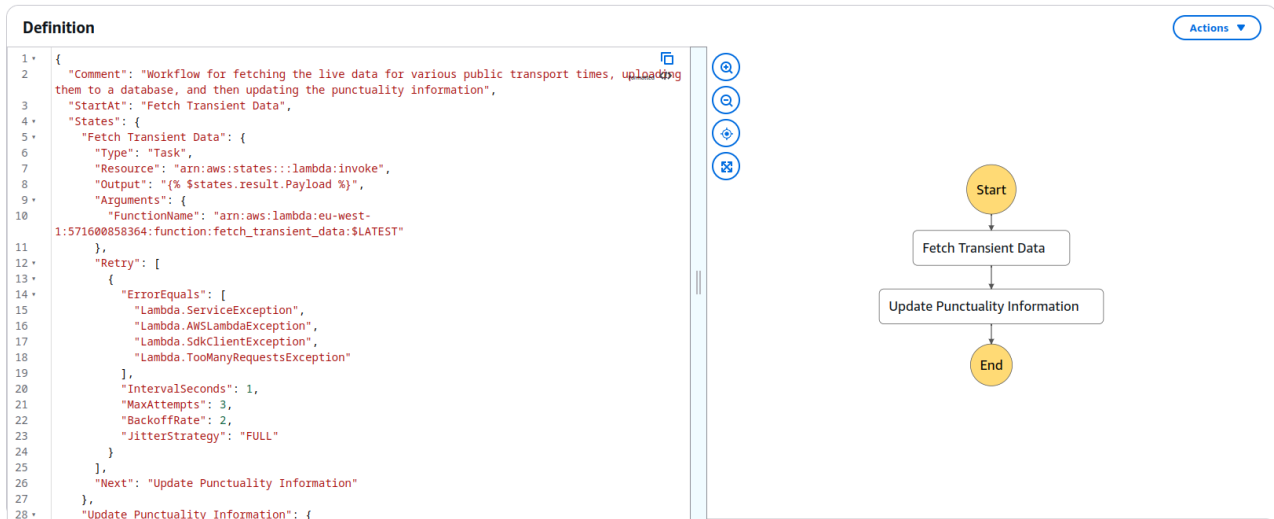 Definition
Actions
1 {
2 "Comment": "Workflow for fetching the live data for various public transport times, uploading
them to a database, and then updating the punctuality information",
3 "StartAt": "Fetch Transient Data",
4 "States": {
5 "Fetch Transient Data": {
6 "Type": "Task",
7 "Resource": "arn:aws:states:::lambda:invoke",
8 "Output": "{% $states.result.Payload %}",
9 "Arguments": {
10 "FunctionName": "arn:aws:lambda:eu-west-
1:571600858364:function:fetch_transient_data:$LATEST"
11 },
12 "Retry": [
13 {
14 "ErrorEquals": [
15 "Lambda.ServiceException",
16 "Lambda.AWSLambdaException",
17 "Lambda.SdkClientException",
18 "Lambda.TooManyRequestsException"
19 ],
20 "IntervalSeconds": 1,
21 "MaxAttempts": 3,
22 "BackoffRate": 2,
23 "JitterStrategy": "FULL"
24 }
25 ],
26 "Next": "Update Punctuality Information"
27 },
28 "Update Punctuality Information": {
Start
Fetch Transient Data
Update Punctuality Information
End